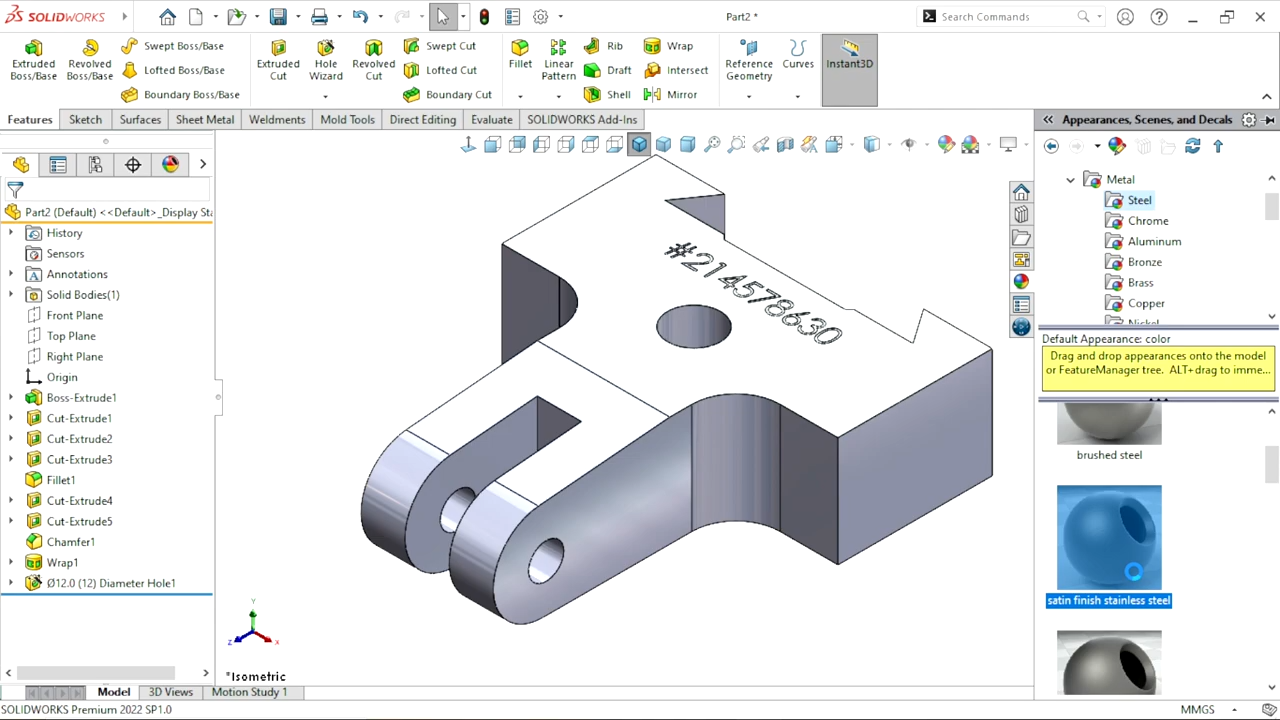 SOLIDWORKS
Part2 *
Search Commands
Extruded Boss/Base
Revolved Boss/Base
Swept Boss/Base
Lofted Boss/Base
Boundary Boss/Base
Extruded Cut
Hole Wizard
Revolved Cut
Swept Cut
Lofted Cut
Boundary Cut
Fillet
Linear Pattern
Rib
Draft
Shell
Wrap
Intersect
Mirror
Reference Geometry
Curves
Instant3D
Features
Sketch
Surfaces
Sheet Metal
Weldments
Mold Tools
Direct Editing
Evaluate
SOLIDWORKS Add-Ins
Part2 (Default) <<Default>_Display Sta
History
Sensors
Annotations
Solid Bodies(1)
Front Plane
Top Plane
Right Plane
Origin
Boss-Extrude1
Cut-Extrude1
Cut-Extrude2
Cut-Extrude3
Fillet1
Cut-Extrude4
Cut-Extrude5
Chamfer1
Wrap1
Ø12.0 (12) Diameter Hole1
#214578630
Y
Z
X
*Isometric
Appearances, Scenes, and Decals
Metal
Steel
Chrome
Aluminum
Bronze
Brass
Copper
Nickel
Default Appearance: color
Drag and drop appearances onto the model
or FeatureManager tree. ALT+drag to imme...
brushed steel
satin finish stainless steel
Model
3D Views
Motion Study 1
SOLIDWORKS Premium 2022 SP1.0
MMGS